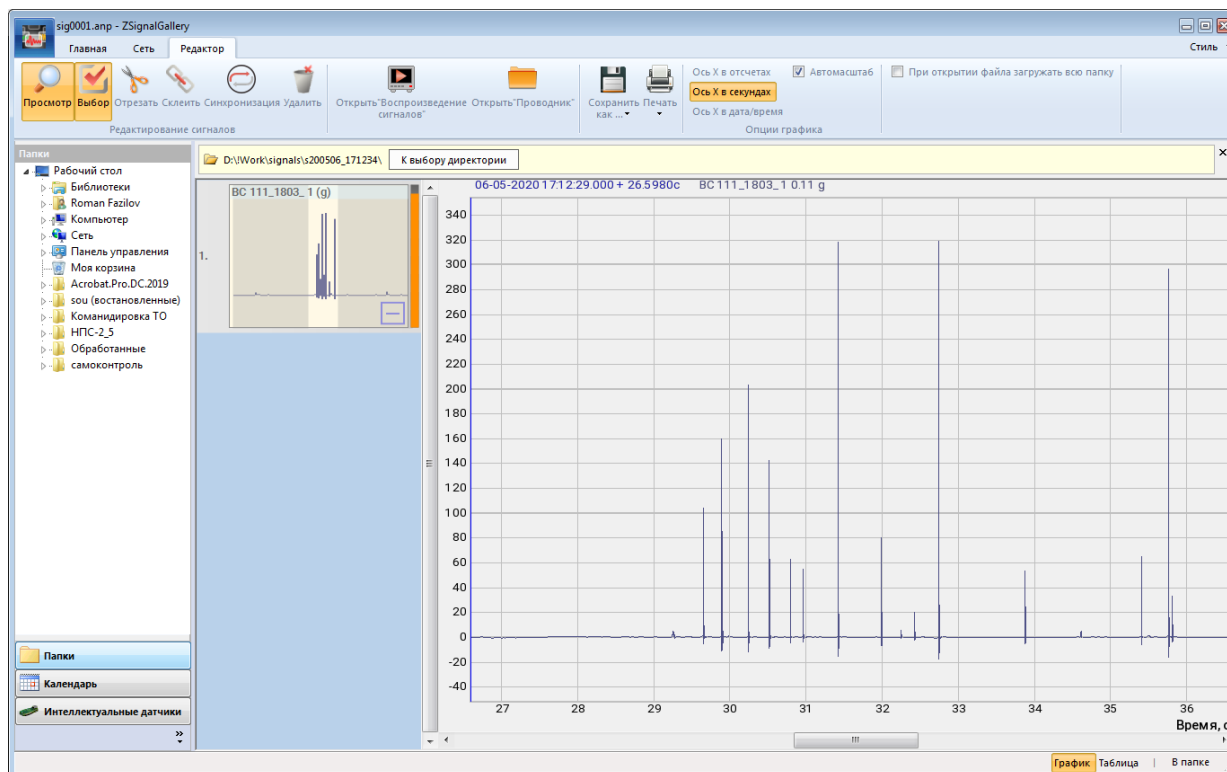 sig0001.anp - ZSignalGallery
Главная Сеть Редактор Стиль
Просмотр Выбор Отрезать Склеить Синхронизация Удалить
Открыть"Воспроизведение сигналов" Открыть"Проводник"
Сохранить как ... Печать
Ось X в отсчетах Автомасштаб При открытии файла загружать всю папку
Ось X в секундах
Ось X в дата/время
Редактирование сигналов Опции графика
Папки
D:\!Work\signals\s200506_171234\ К выбору директории
Рабочий стол
Библиотеки
Roman Fazilov
Компьютер
Сеть
Панель управления
Моя корзина
Acrobat.Pro.DC.2019
sou (востановленные)
Команидировка ТО
НПС-2_5
Обработанные
самоконтроль
Папки
Календарь
Интеллектуальные датчики
1.
BC 111_1803_ 1 (g)
06-05-2020 17:12:29.000 + 26.5980с BC 111_1803_ 1 0.11 g
340
320
300
280
260
240
220
200
180
160
140
120
100
80
60
40
20
0
-20
-40
27 28 29 30 31 32 33 34 35 36
Время, с
График Таблица | В папке